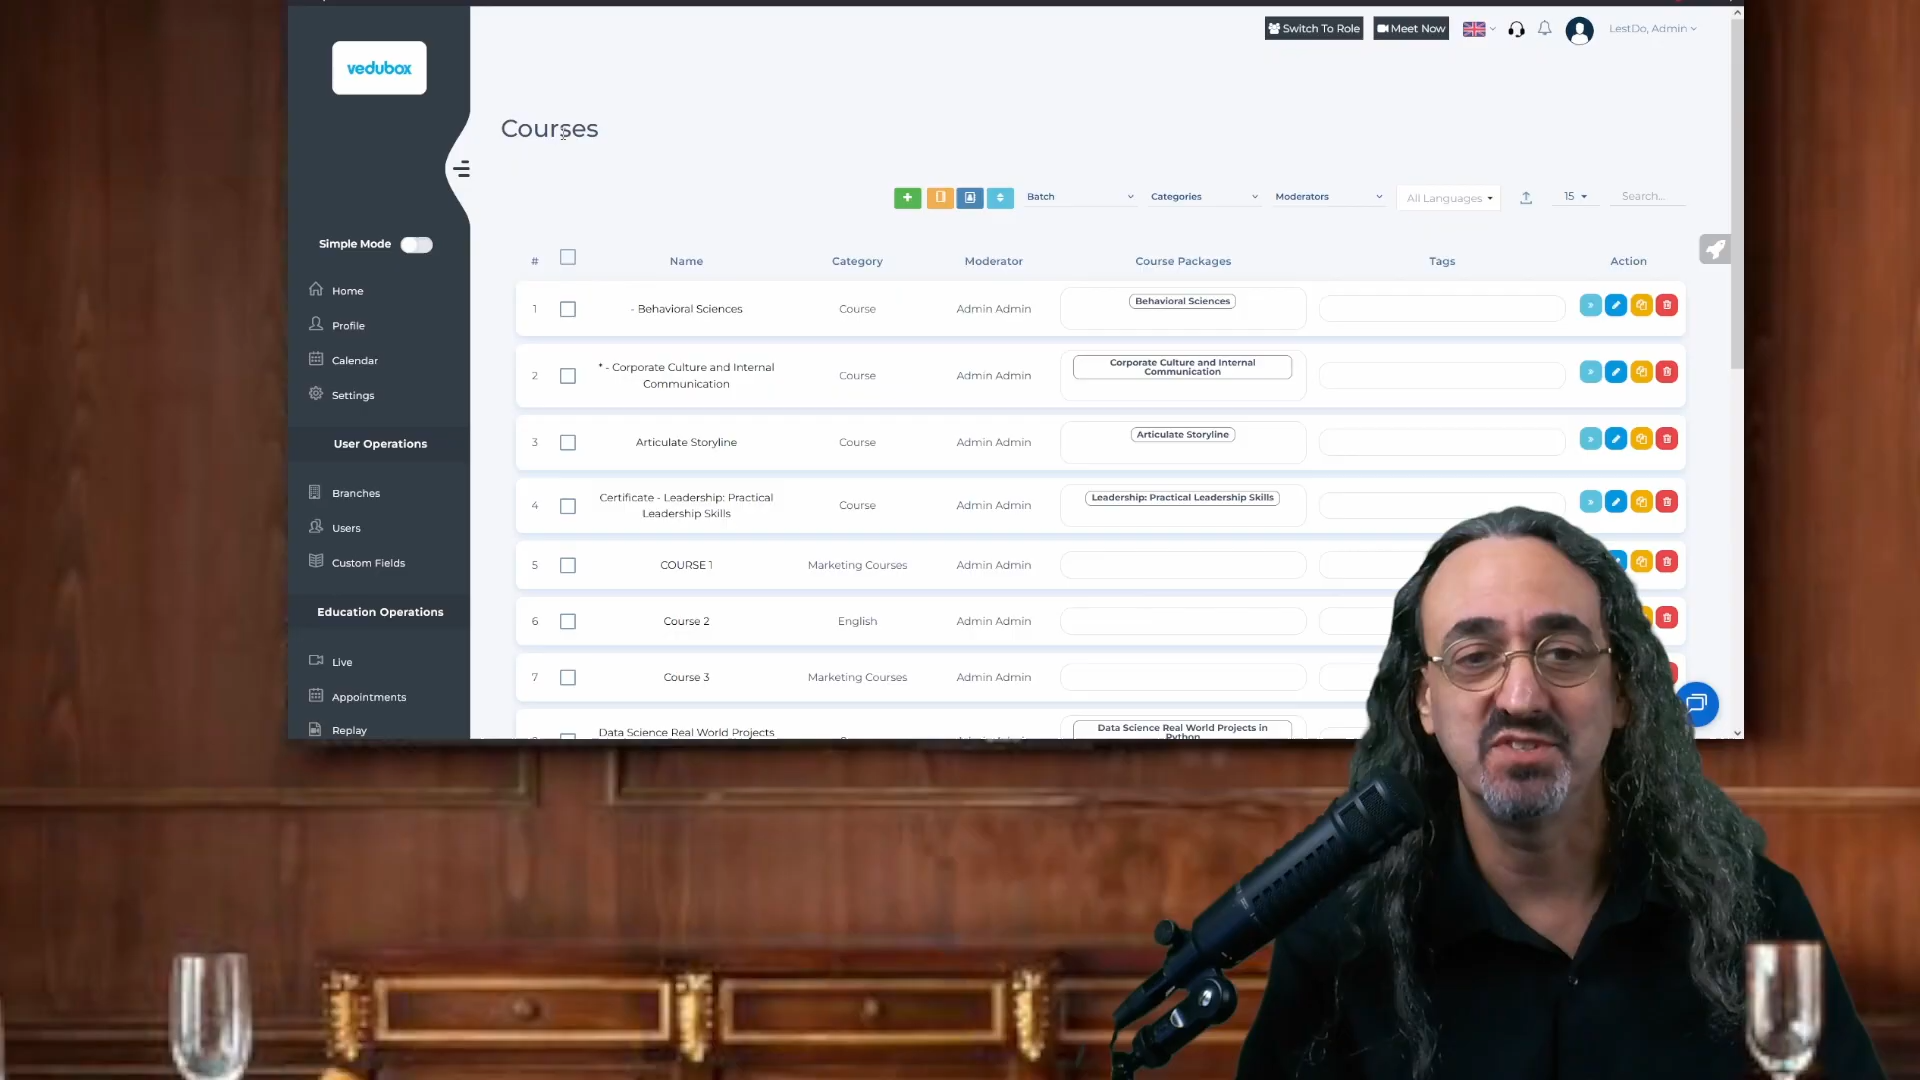 Switch To Role
Meet Now
LestDo, Admin
vedubox
Courses
Batch
Categories
Moderators
All Languages
15
Search...
Simple Mode
Home
Profile
Calendar
Settings
User Operations
Branches
Users
Custom Fields
Education Operations
Live
Appointments
Replay
# Name Category Moderator Course Packages Tags Action
1 - Behavioral Sciences Course Admin Admin Behavioral Sciences
2 * - Corporate Culture and Internal
Communication Course Admin Admin Corporate Culture and Internal
Communication
3 Articulate Storyline Course Admin Admin Articulate Storyline
4 Certificate - Leadership: Practical
Leadership Skills Course Admin Admin Leadership: Practical Leadership Skills
5 COURSE 1 Marketing Courses Admin Admin
6 Course 2 English Admin Admin
7 Course 3 Marketing Courses Admin Admin
Data Science Real World Projects Data Science Real World Projects in
Python